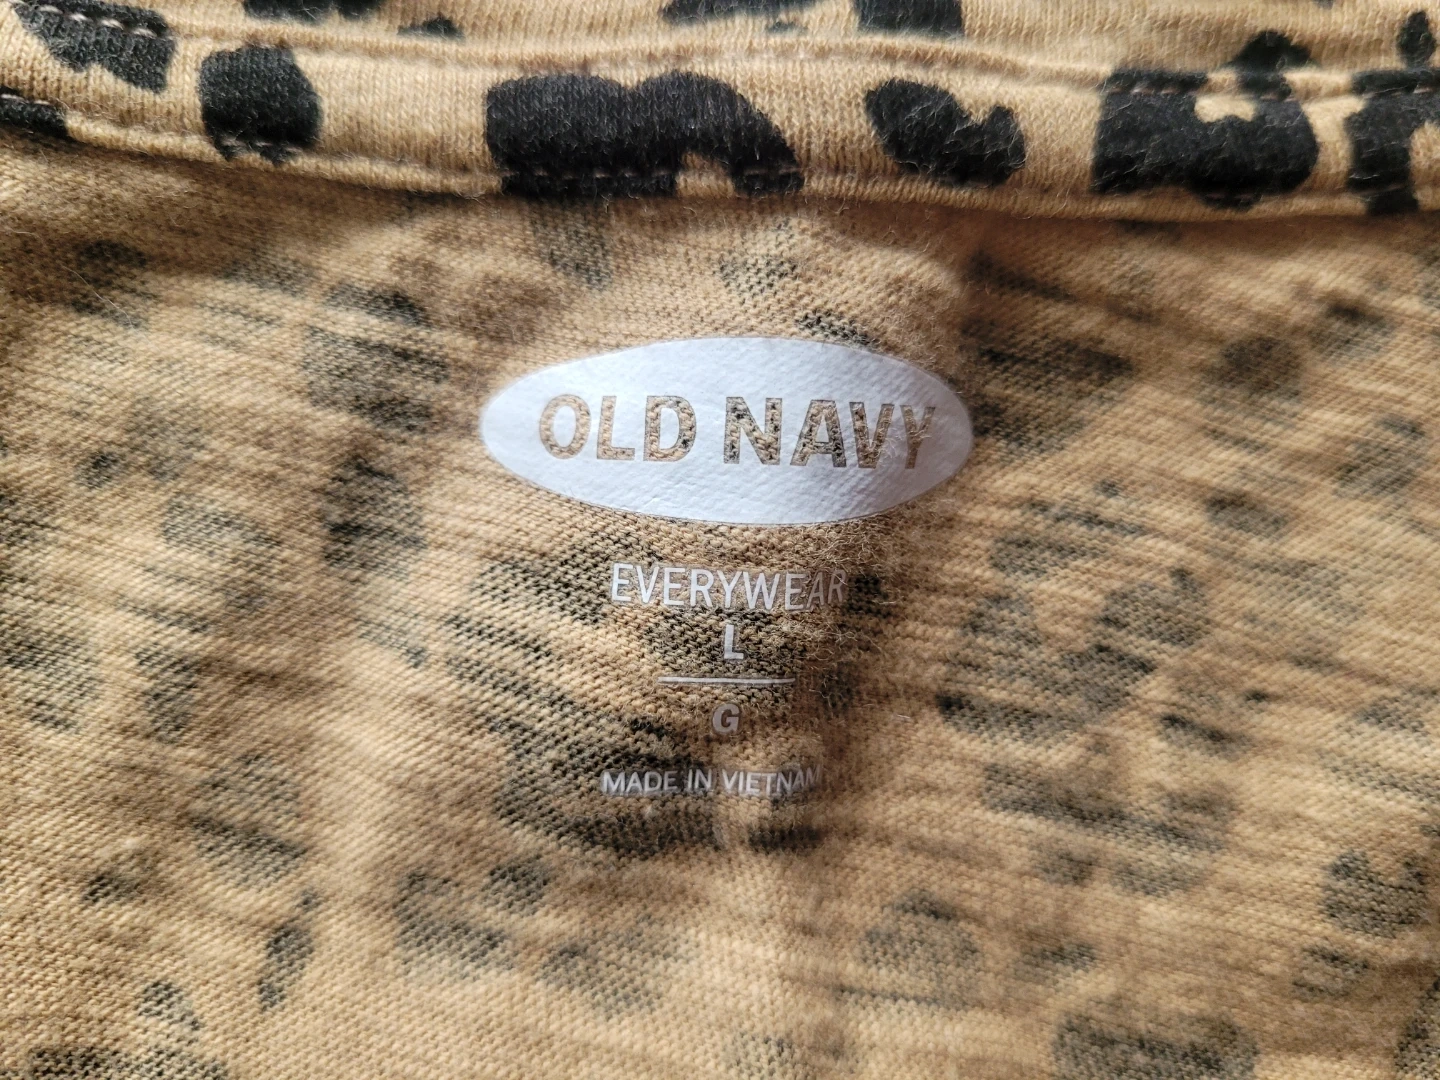 OLD NAVY
EVERYWEAR
L
G
MADE IN VIETNAM